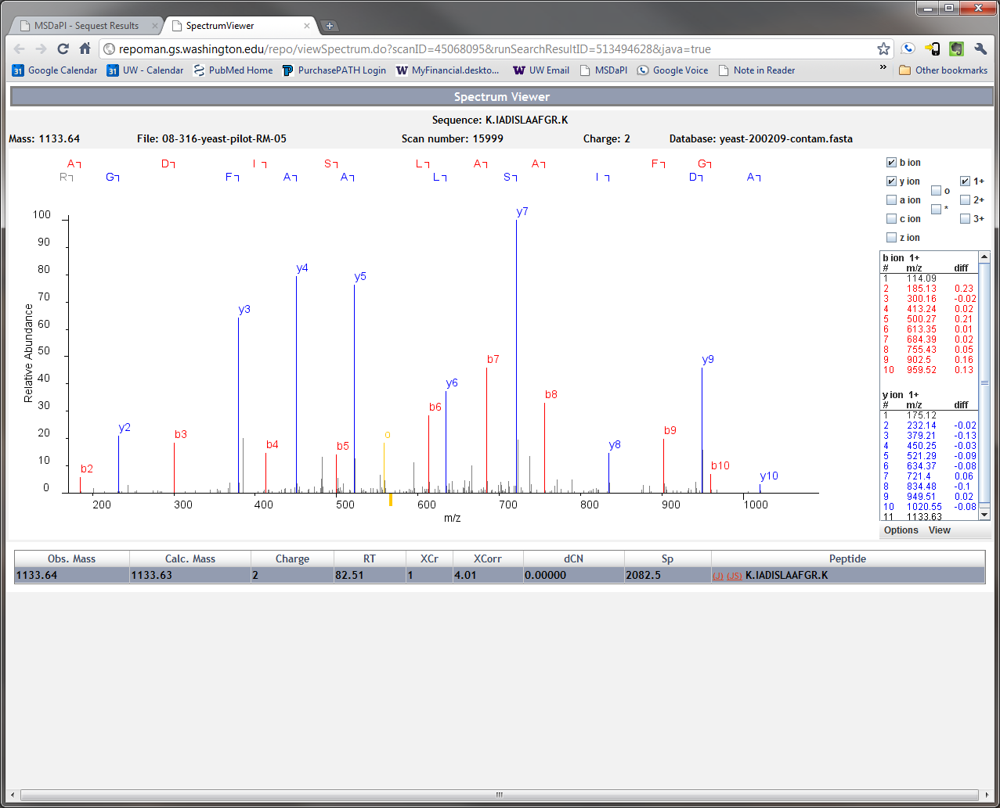 MSDaPl - Sequest Results
SpectrumViewer
repoman.gs.washington.edu/repo/viewSpectrum.do?scanID=45068095&runSearchResultID=513494628&java=true
31 Google Calendar 31 UW - Calendar PubMed Home PurchasePATH Login MyFinancial.deskto... UW Email MSDaPl Google Voice Note in Reader » Other bookmarks
Spectrum Viewer
Sequence: K.IADISLAAFGR.K
Mass: 1133.64 File: 08-316-yeast-pilot-RM-05 Scan number: 15999 Charge: 2 Database: yeast-200209-contam.fasta
A D I S L A A F G
R G F A A L S I D A
b ion
y ion
a ion
c ion
z ion
o
*
1+
2+
3+
Relative Abundance
100
90
80
70
60
50
40
30
20
10
0
b2
y2
b3
y3
b4
y4
b5
y5
o
b6
y6
b7
y7
b8
y8
b9
y9
b10
y10
200 300 400 500 600 700 800 900 1000
m/z
b ion 1+
# m/z diff
1 114.09
2 185.13 0.23
3 300.16 -0.02
4 413.24 0.02
5 500.27 0.21
6 613.35 0.01
7 684.39 0.02
8 755.43 0.05
9 902.5 0.16
10 959.52 0.13
y ion 1+
# m/z diff
1 175.12
2 232.14 -0.02
3 379.21 -0.13
4 450.25 -0.03
5 521.29 -0.09
6 634.37 -0.08
7 721.4 0.06
8 834.48 -0.1
9 949.51 0.02
10 1020.55 -0.08
11 1133.63
Options View
Obs. Mass Calc. Mass Charge RT XCr XCorr dCN Sp Peptide
1133.64 1133.63 2 82.51 1 4.01 0.00000 2082.5 (J) (JS) K.IADISLAAFGR.K